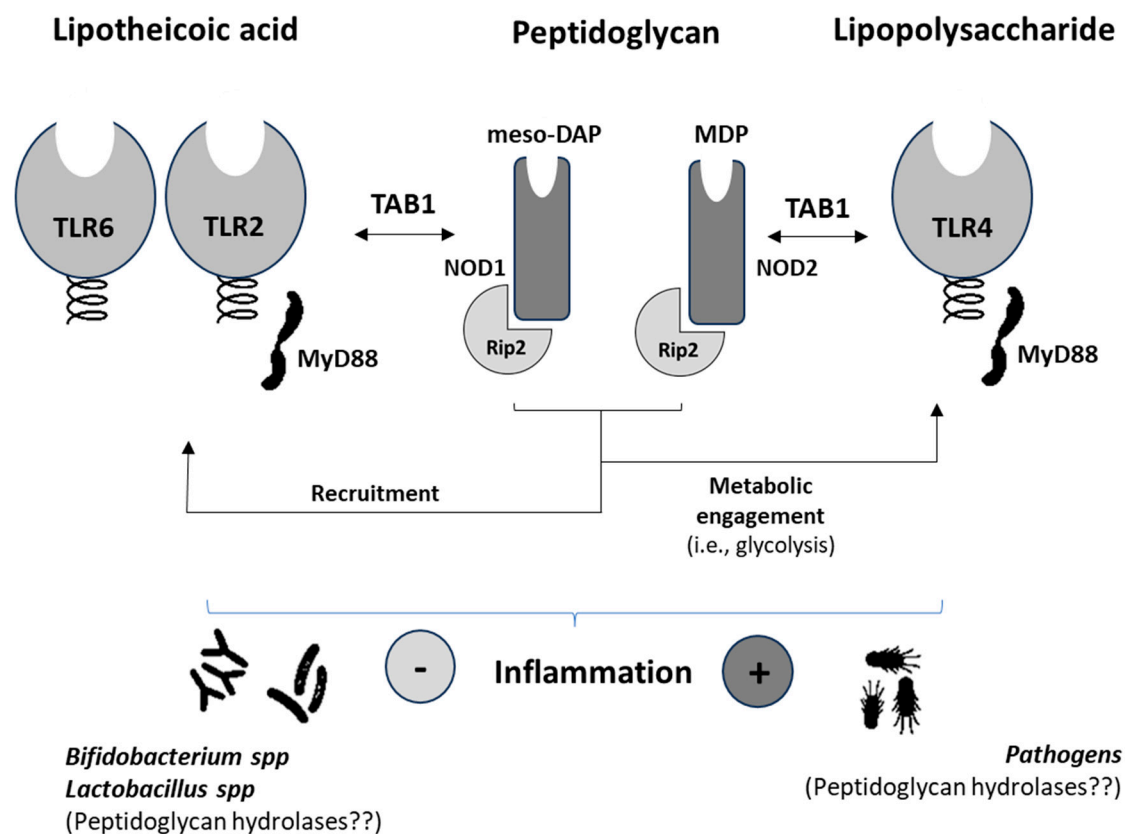 Lipotheicoic acid
Peptidoglycan
Lipopolysaccharide
meso-DAP
MDP
TLR6
TLR2
TAB1
TAB1
TLR4
NOD1
NOD2
Rip2
Rip2
MyD88
MyD88
Recruitment
Metabolic
engagement
(i.e., glycolysis)
-
Inflammation
+
Bifidobacterium spp
Lactobacillus spp
(Peptidoglycan hydrolases??)
Pathogens
(Peptidoglycan hydrolases??)